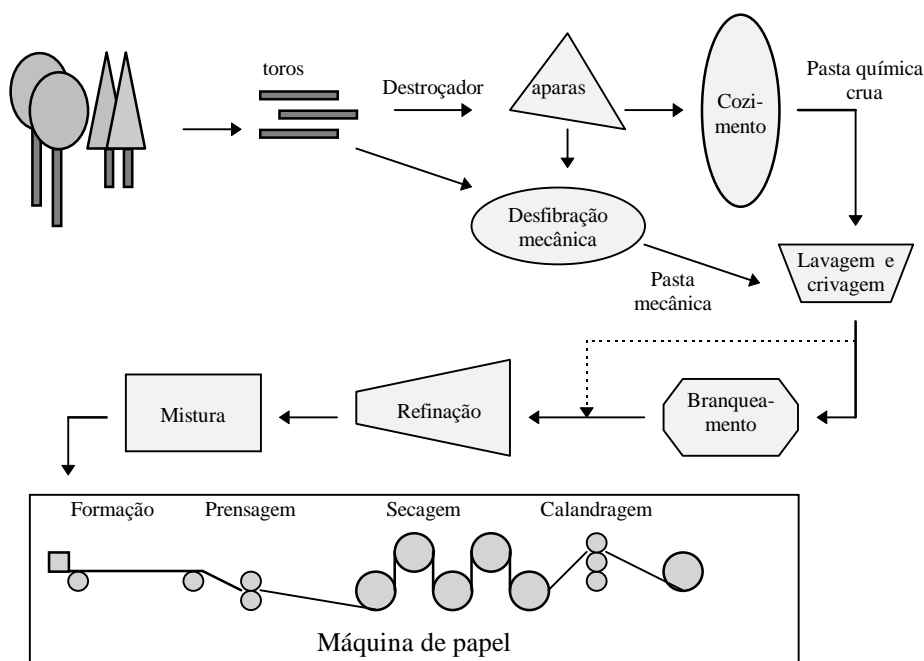 toros
Destroçador
aparas
Cozi-
mento
Pasta química
crua
Desfibração
mecânica
Lavagem e
crivagem
Pasta
mecânica
Mistura
Refinação
Branquea-
mento
Formação
Prensagem
Secagem
Calandragem
Máquina de papel